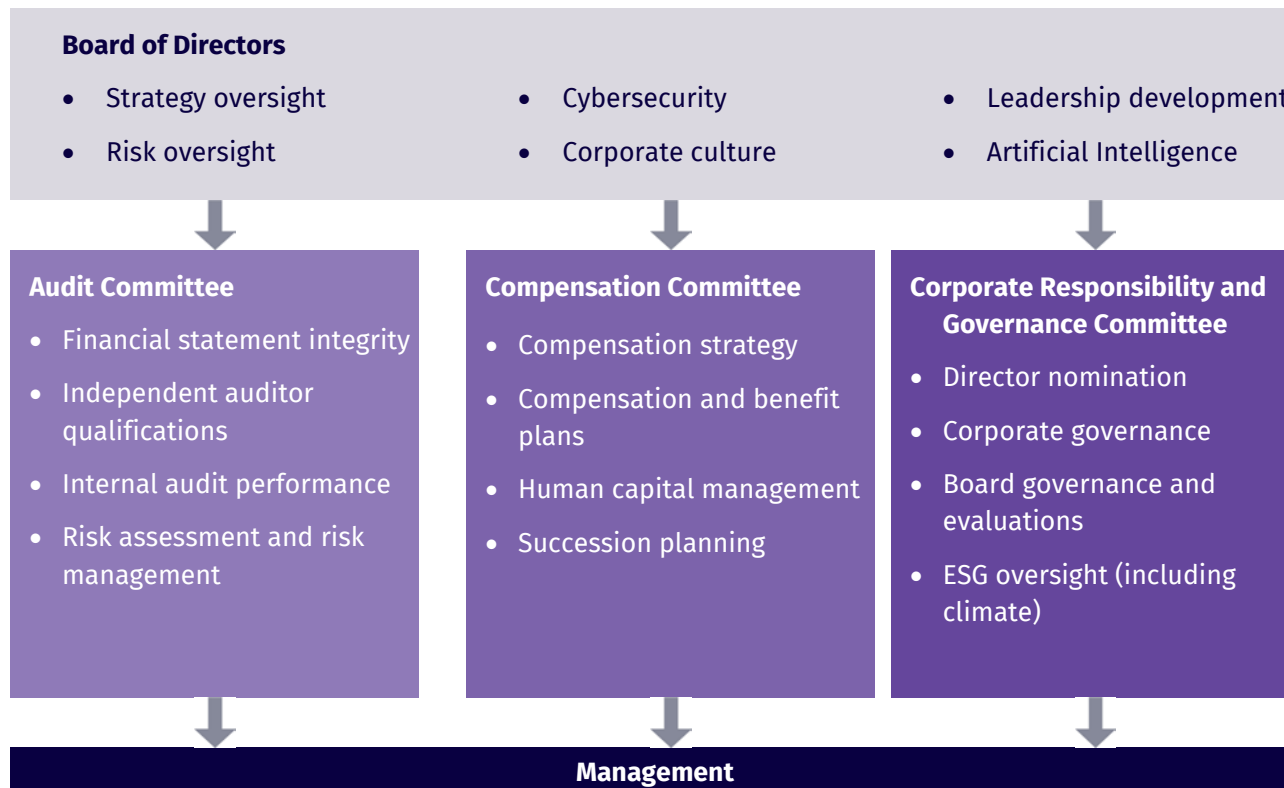 Board of Directors
• Strategy oversight
• Risk oversight
• Cybersecurity
• Corporate culture
• Leadership development
• Artificial Intelligence
Audit Committee
• Financial statement integrity
• Independent auditor
qualifications
• Internal audit performance
• Risk assessment and risk
management
Compensation Committee
• Compensation strategy
• Compensation and benefit
plans
• Human capital management
• Succession planning
Corporate Responsibility and
Governance Committee
• Director nomination
• Corporate governance
• Board governance and
evaluations
• ESG oversight (including
climate)
Management